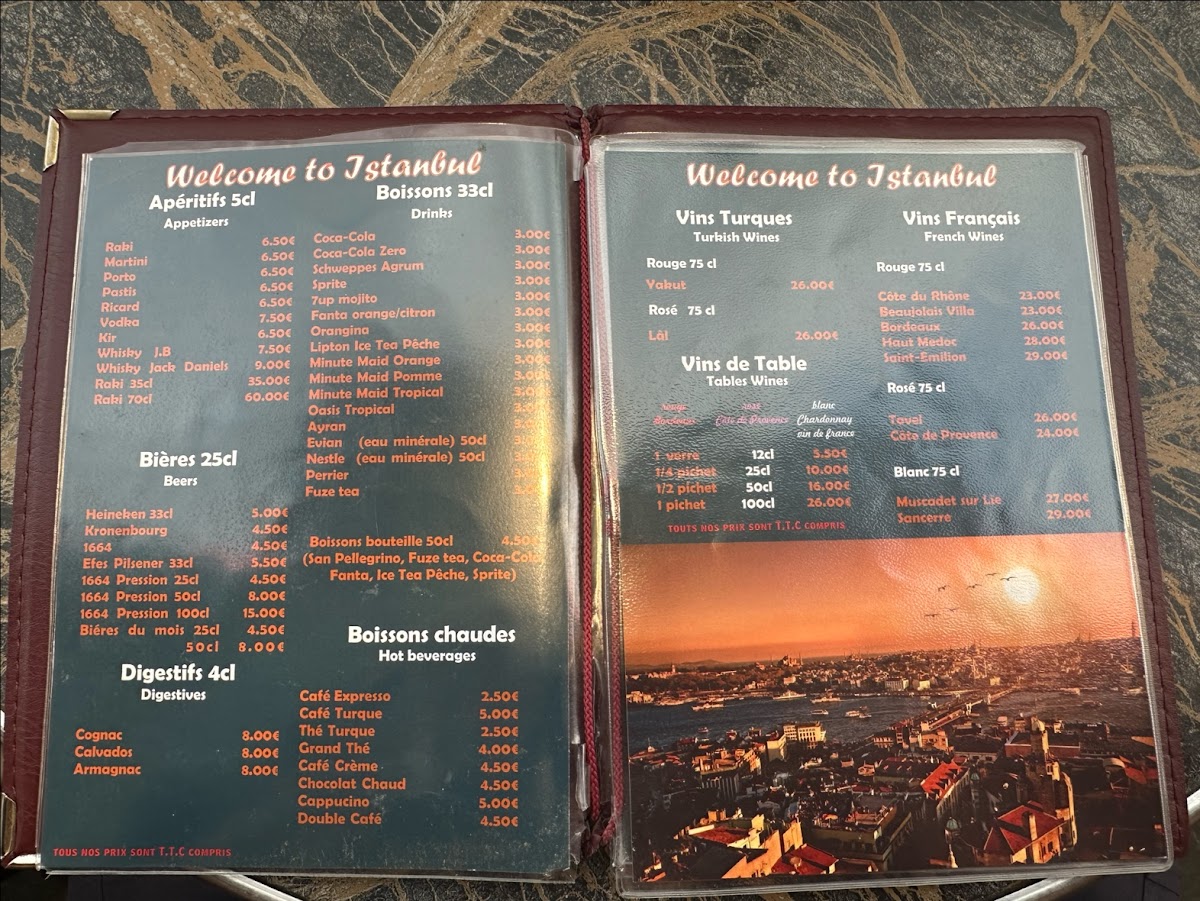 Welcome to Istanbul
Apéritifs 5cl
Appetizers
Raki 6.50€
Martini 6.50€
Porto 6.50€
Pastis 6.50€
Ricard 6.50€
Vodka 7.50€
Kir 6.50€
Whisky J.B 7.50€
Whisky Jack Daniels 9.00€
Raki 35cl 35.00€
Raki 70cl 60.00€
Bières 25cl
Beers
Heineken 33cl 5.00€
Kronenbourg 4.50€
1664 4.50€
Efes Pilsener 33cl 5.50€
1664 Pression 25cl 4.50€
1664 Pression 50cl 8.00€
1664 Pression 100cl 15.00€
Biéres du mois 25cl 4.50€
50cl 8.00€
Digestifs 4cl
Digestives
Cognac 8.00€
Calvados 8.00€
Armagnac 8.00€
TOUS NOS PRIX SONT T.T.C COMPRIS
Boissons 33cl
Drinks
Coca-Cola 3.00€
Coca-Cola Zero 3.00€
Schweppes Agrum 3.00€
Sprite 3.00€
7up mojito 3.00€
Fanta orange/citron 3.00€
Orangina 3.00€
Lipton Ice Tea Pêche 3.00€
Minute Maid Orange 3.00€
Minute Maid Pomme 3.00€
Minute Maid Tropical 3.00€
Oasis Tropical
Ayran
Evian (eau minérale) 50cl
Nestle (eau minérale) 50cl
Perrier
Fuze tea
Boissons bouteille 50cl 4.50€
(San Pellegrino, Fuze tea, Coca-Cola,
Fanta, Ice Tea Pêche, Sprite)
Boissons chaudes
Hot beverages
Café Expresso 2.50€
Café Turque 5.00€
Thé Turque 2.50€
Grand Thé 4.00€
Café Crème 4.50€
Chocolat Chaud 4.50€
Cappucino 5.00€
Double Café 4.50€
Welcome to Istanbul
Vins Turques
Turkish Wines
Rouge 75 cl
Yakut 26.00€
Rosé 75 cl
Lâl 26.00€
Vins de Table
Tables Wines
rouge rosé blanc
Bordeaux Côte de Provence Chardonnay
vin de france
1 verre 12cl 5.50€
1/4 pichet 25cl 10.00€
1/2 pichet 50cl 16.00€
1 pichet 100cl 26.00€
TOUTS NOS PRIX SONT T.T.C COMPRIS
Vins Français
French Wines
Rouge 75 cl
Côte du Rhône 23.00€
Beaujolais Villa 23.00€
Bordeaux 26.00€
Haut Medoc 28.00€
Saint-Emilion 29.00€
Rosé 75 cl
Tavel 26.00€
Côte de Provence 24.00€
Blanc 75 cl
Muscadet sur Lie 27.00€
Sancerre 29.00€